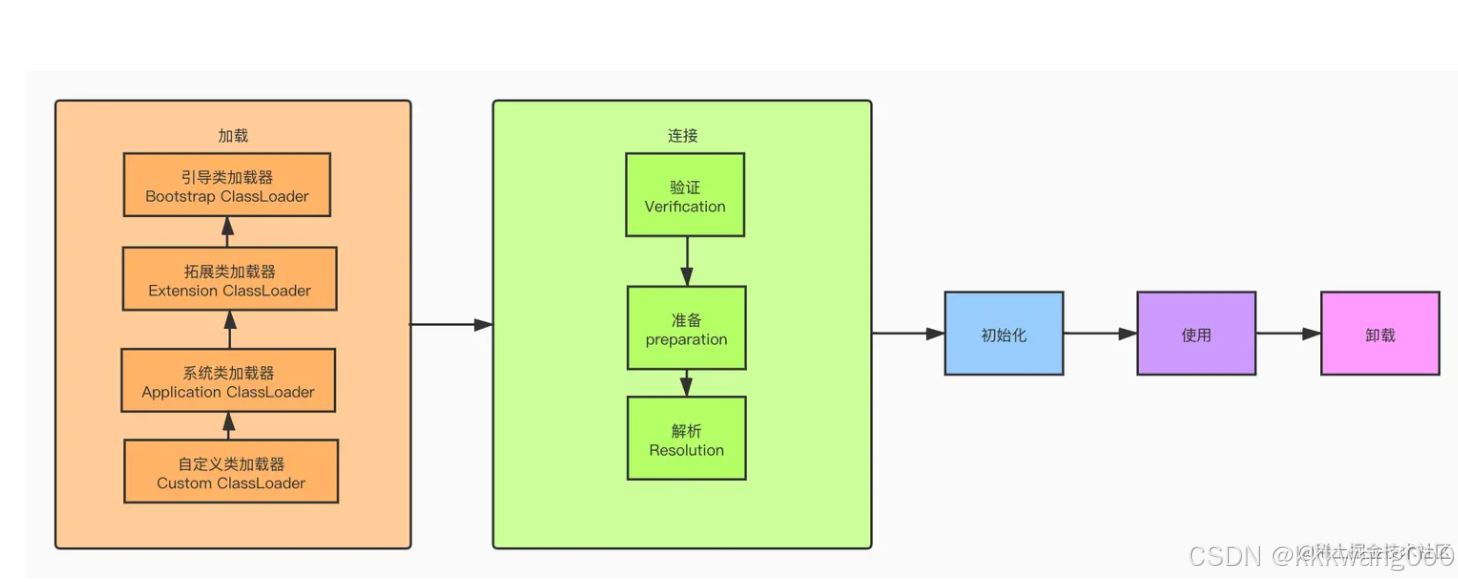 加载
引导类加载器
Bootstrap ClassLoader
拓展类加载器
Extension ClassLoader
系统类加载器
Application ClassLoader
自定义类加载器
Custom ClassLoader
连接
验证
Verification
准备
preparation
解析
Resolution
初始化
使用
卸载
@稀土掘金技术社区
CSDN @kkkwang000